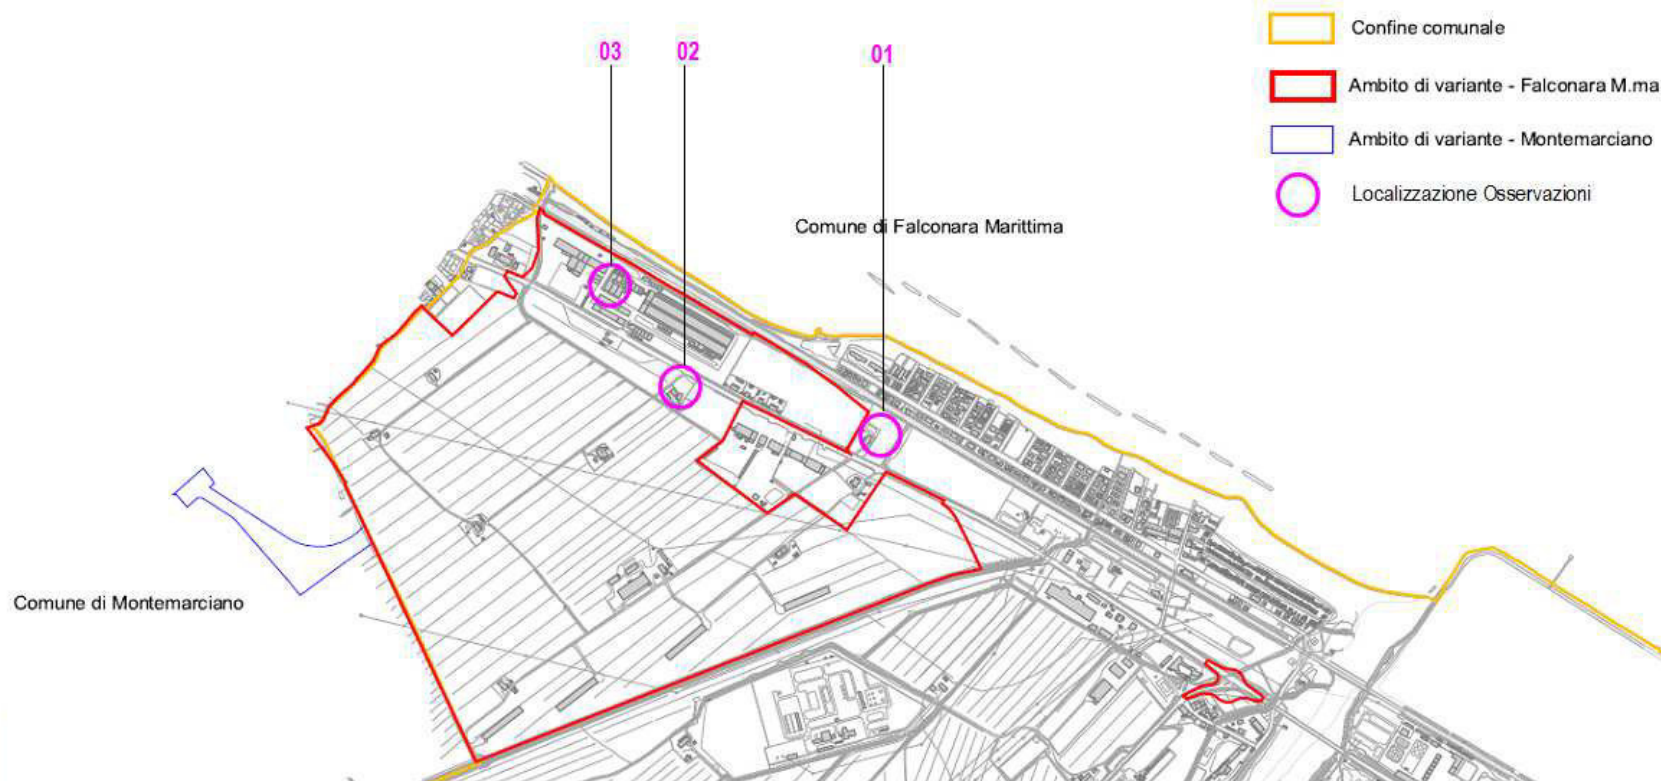 Confine comunale
03
02
01
Ambito di variante - Falconara M.ma
Ambito di variante - Montemarciano
Localizzazione Osservazioni
Comune di Falconara Marittima
Comune di Montemarciano